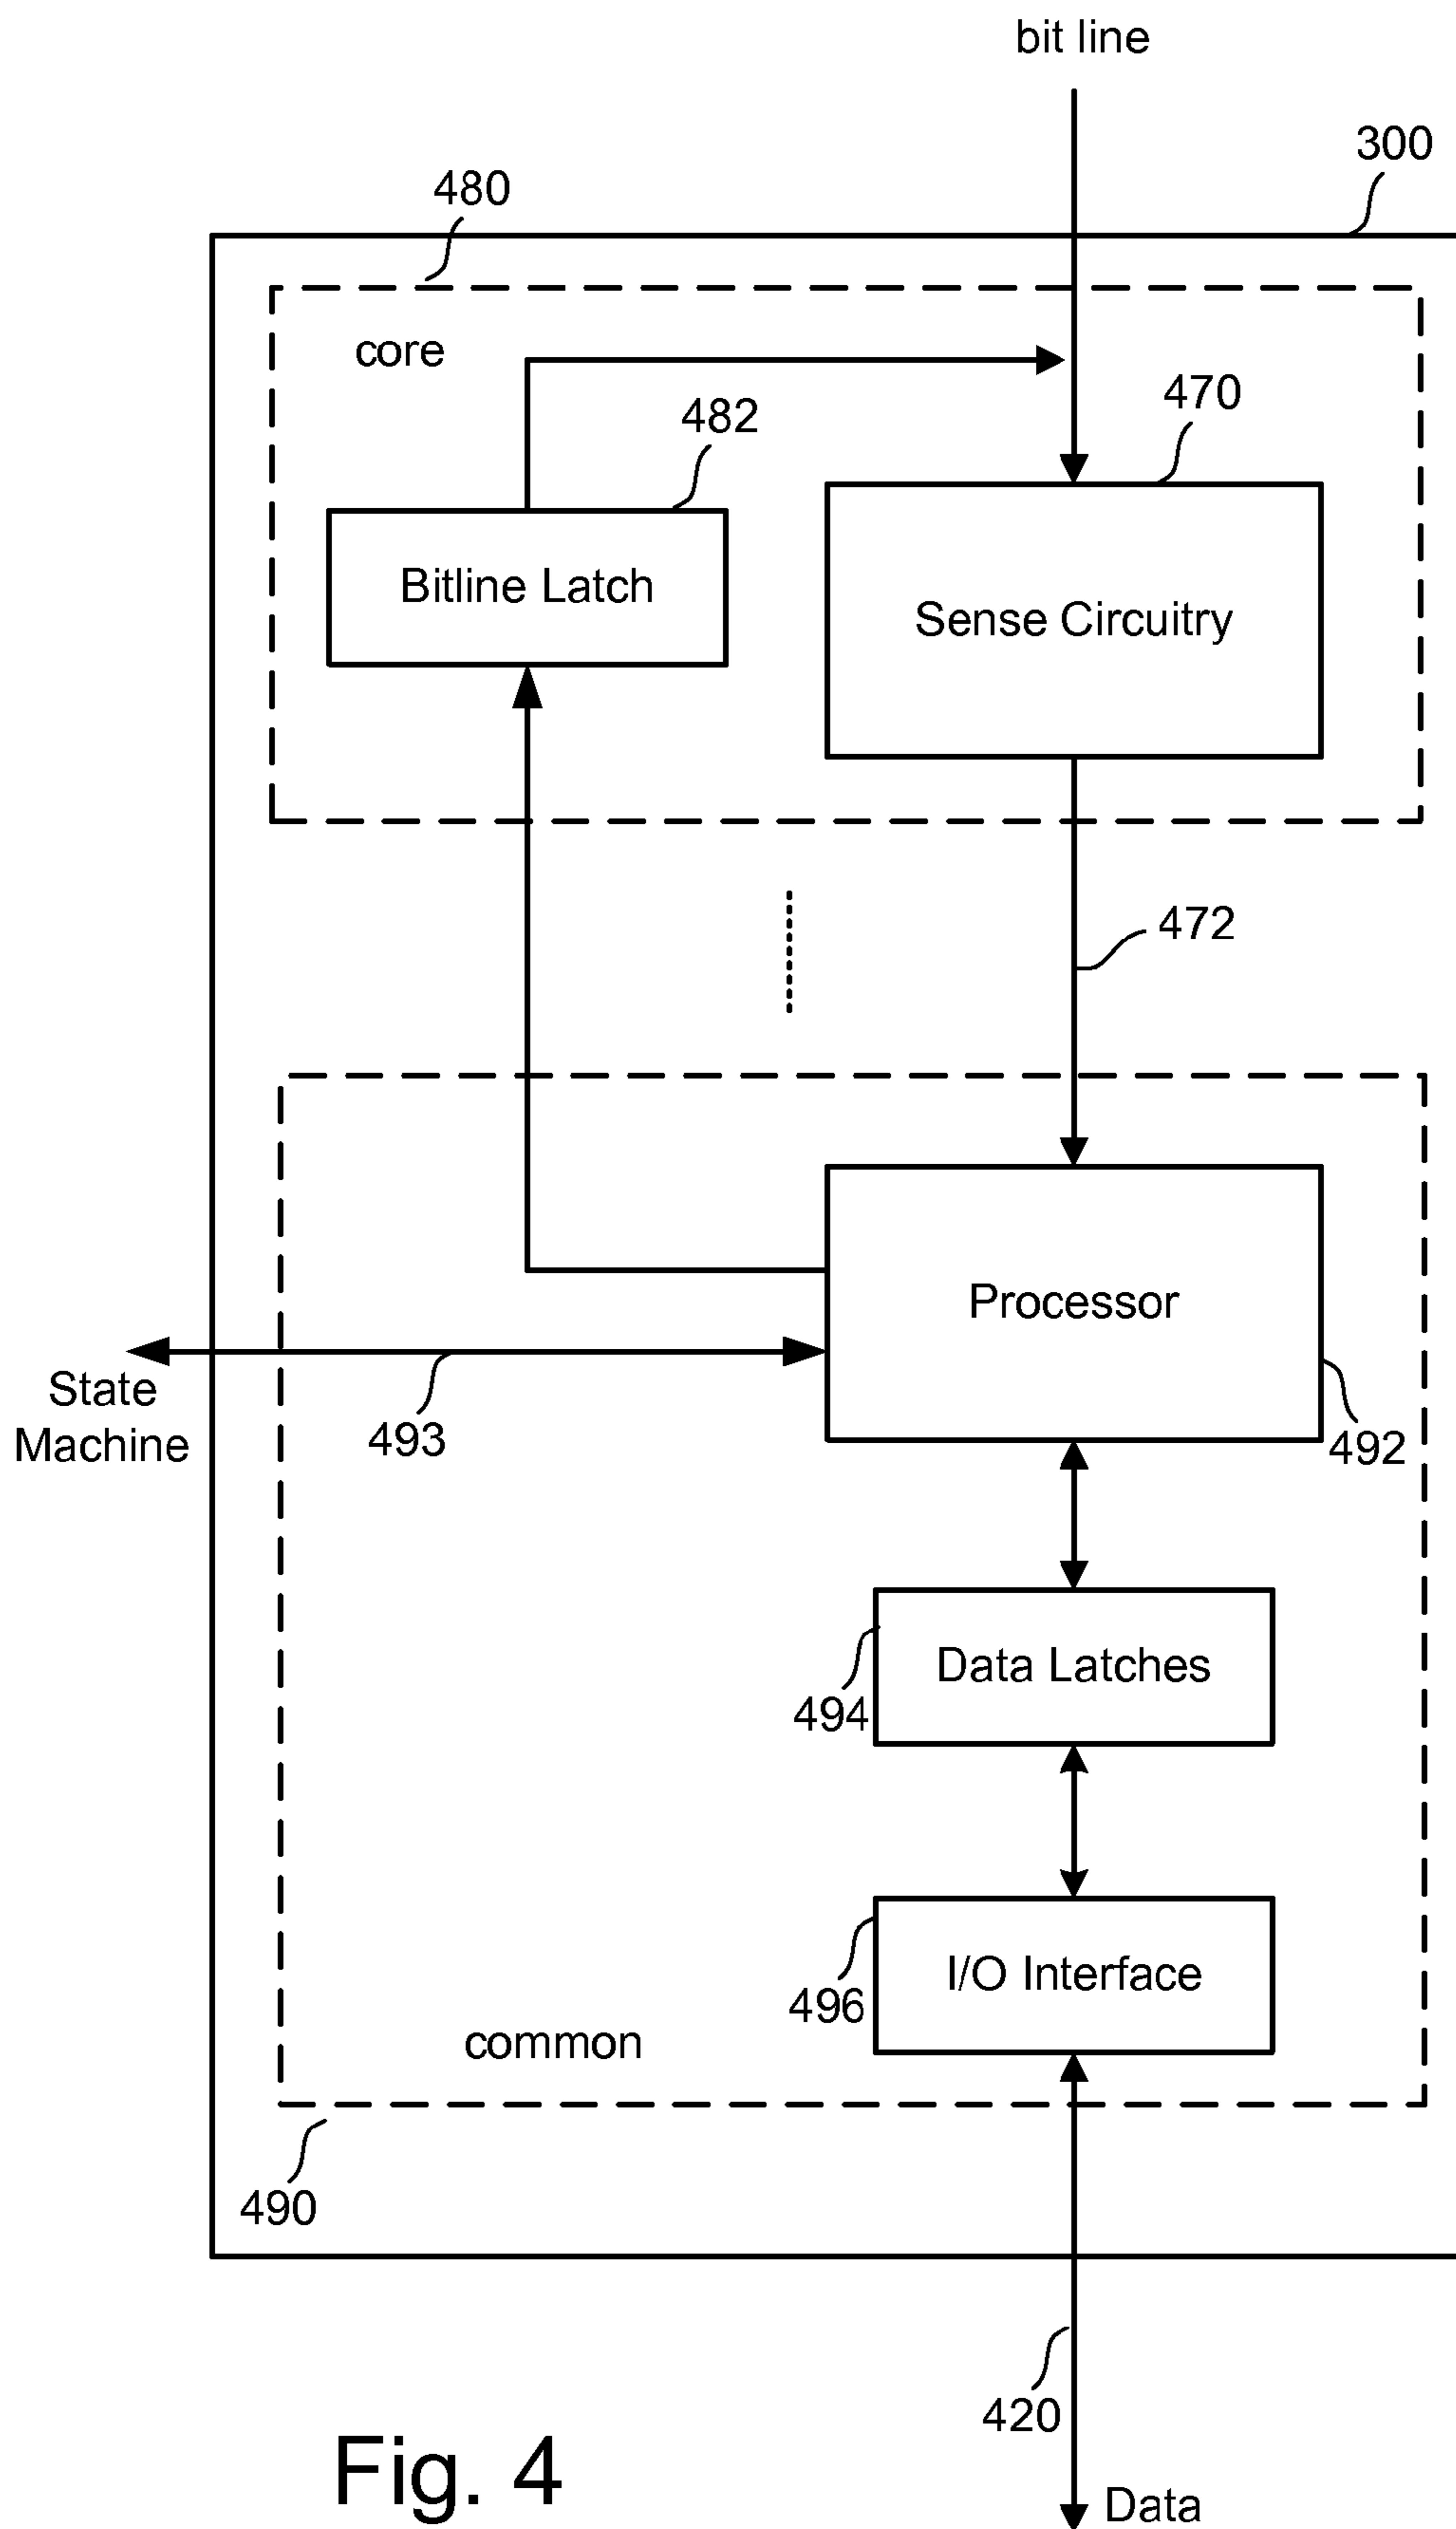 bit line
300
480
core
470
482
Bitline Latch
Sense Circuitry
472
Processor
State
Machine
493
492
Data Latches
494
I/O Interface
496
common
490
420
Fig. 4
Data